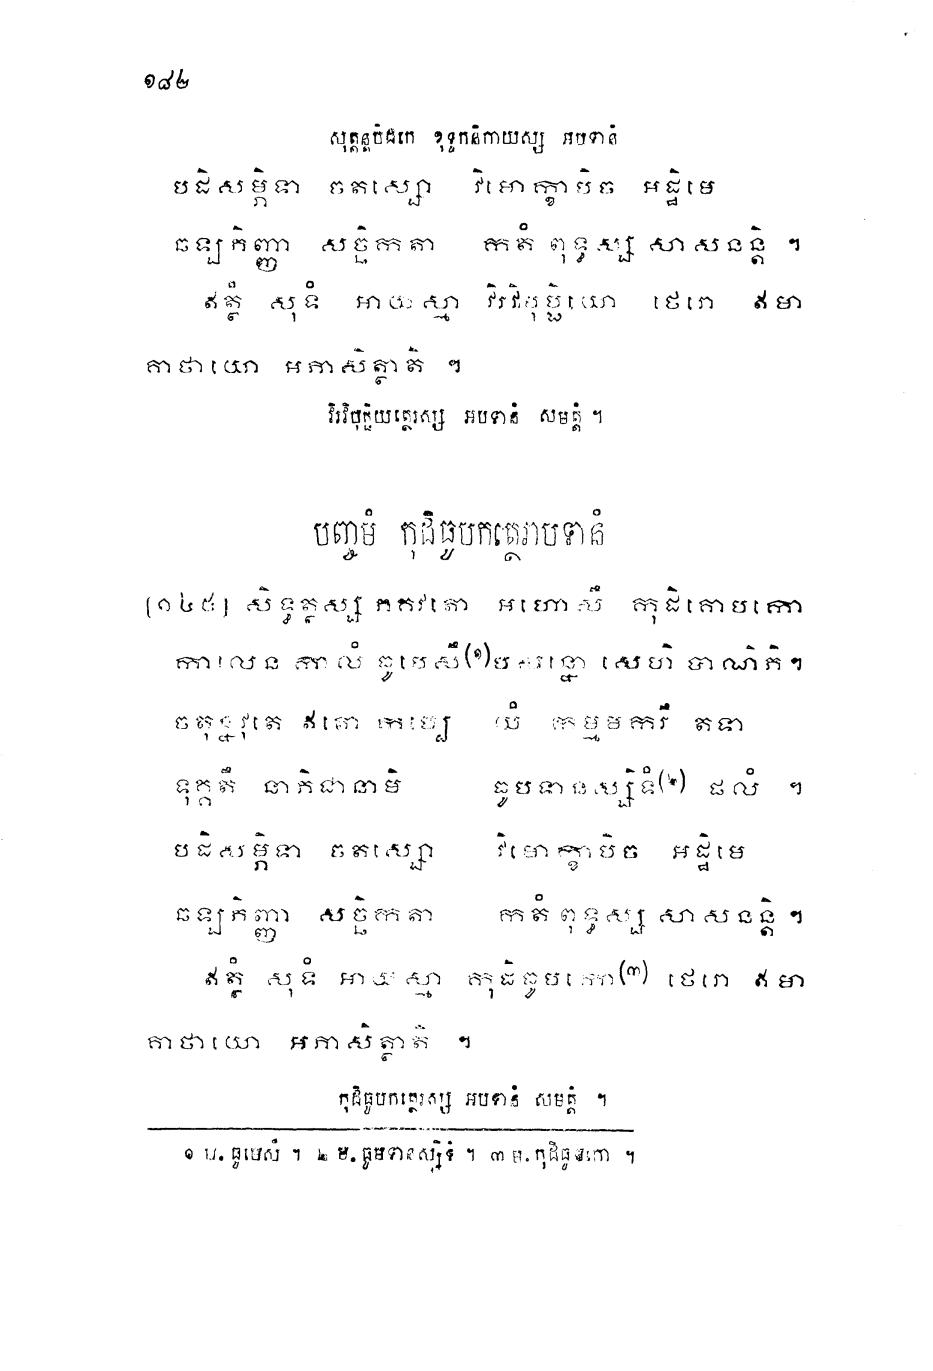 ១៨២
សុត្តន្តបិដកេ ខុទ្ទកនិកាយស្ស អបទានំ
បដិសម្ភិទា ចតស្សោ វិមោក្ខាបិច អដ្ឋិមេ
ឆឡភិញ្ញា សច្ឆិកតា កតំ ពុទ្ធស្ស សាសនន្តិ ។
ឥត្ថំ សុទំ អាយស្មា វិរវិបុប្ផិយោ ថេរោ ឥមា
គាថាយោ អភាសិត្ថាតិ ។
វិរវិបុប្ផិយត្ថេរស្ស អបទានំ សមត្តំ ។
បញ្ចមំ កុដិធូបកត្ថេរាបទានំ
[១៤៥] សិទ្ធត្ថស្ស ភគវតោ អហោសឹ កុដិគោបកោ
កាលេន កាលំ ធូបេសឹ(១)បសន្នោ សេហិ បាណិភិ។
ចតុន្នវុតេ ឥតោ កប្បេ យំ កម្មមករឹ តទា
ទុគ្គតឹ នាភិជានាមិ ធូបទានស្សិទំ(២) ផលំ ។
បដិសម្ភិទា ចតស្សោ វិមោក្ខាបិច អដ្ឋិមេ
ឆឡភិញ្ញា សច្ឆិកតា កតំ ពុទ្ធស្ស សាសនន្តិ ។
ឥត្ថំ សុទំ អាយស្មា កុដិធូបកោ(៣) ថេរោ ឥមា
គាថាយោ អភាសិត្ថាតិ ។
កុដិធូបកត្ថេរស្ស អបទានំ សមត្តំ ។
១ ប. ធូបេសំ ។ ២ ម. ធូមទានស្សិទំ ។ ៣ ម. កុដិធូមកោ ។